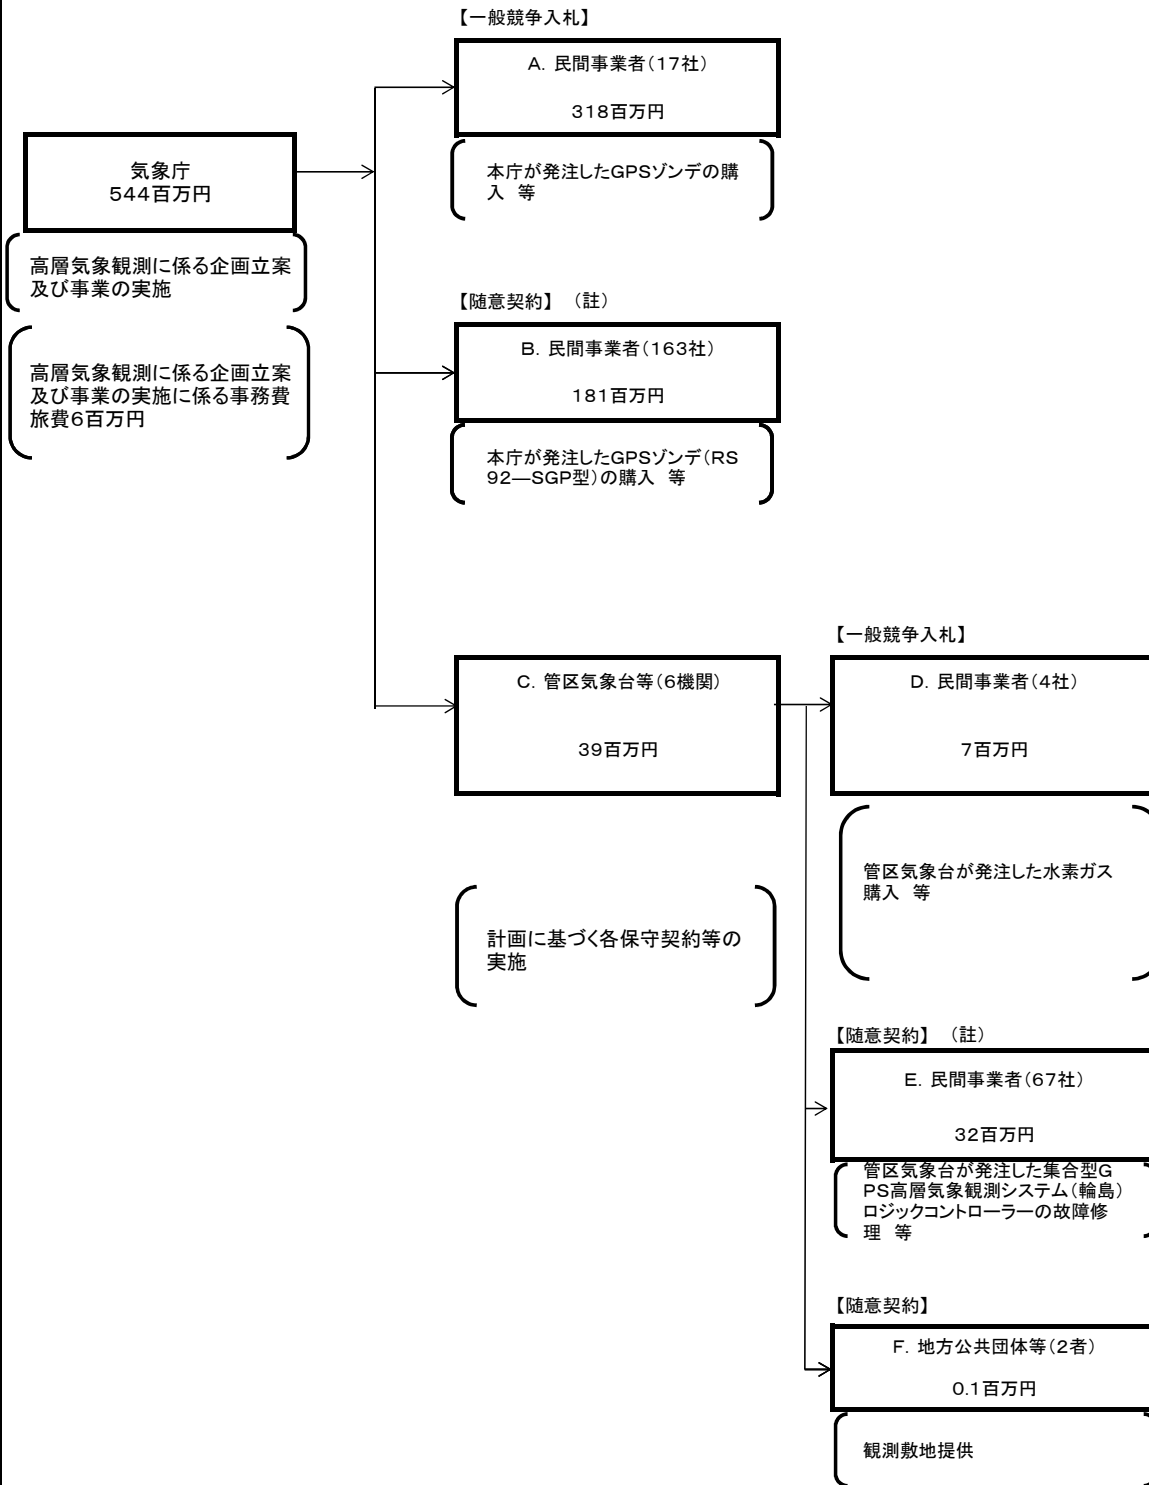 【一般競争入札】
A. 民間事業者(17社)
318百万円
本庁が発注したGPSゾンデの購
入 等
気象庁
544百万円
高層気象観測に係る企画立案
及び事業の実施
高層気象観測に係る企画立案
及び事業の実施に係る事務費
旅費6百万円
【随意契約】 (註)
B. 民間事業者(163社)
181百万円
本庁が発注したGPSゾンデ(RS
92―SGP型)の購入 等
C. 管区気象台等(6機関)
39百万円
計画に基づく各保守契約等の
実施
【一般競争入札】
D. 民間事業者(4社)
7百万円
管区気象台が発注した水素ガス
購入 等
【随意契約】 (註)
E. 民間事業者(67社)
32百万円
管区気象台が発注した集合型G
PS高層気象観測システム(輪島)
ロジックコントローラーの故障修
理 等
【随意契約】
F. 地方公共団体等(2者)
0.1百万円
観測敷地提供